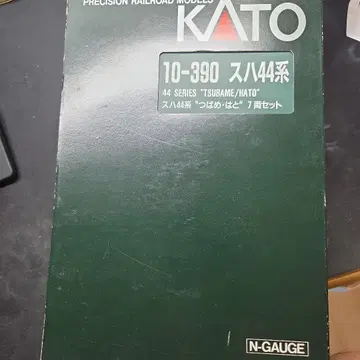 PRECISION RAILROAD MODELS
KATO
10-390 スハ44系
44 SERIES "TSUBAME/HATO"
スハ44系 "つばめ・はと" 7両セット
N-GAUGE